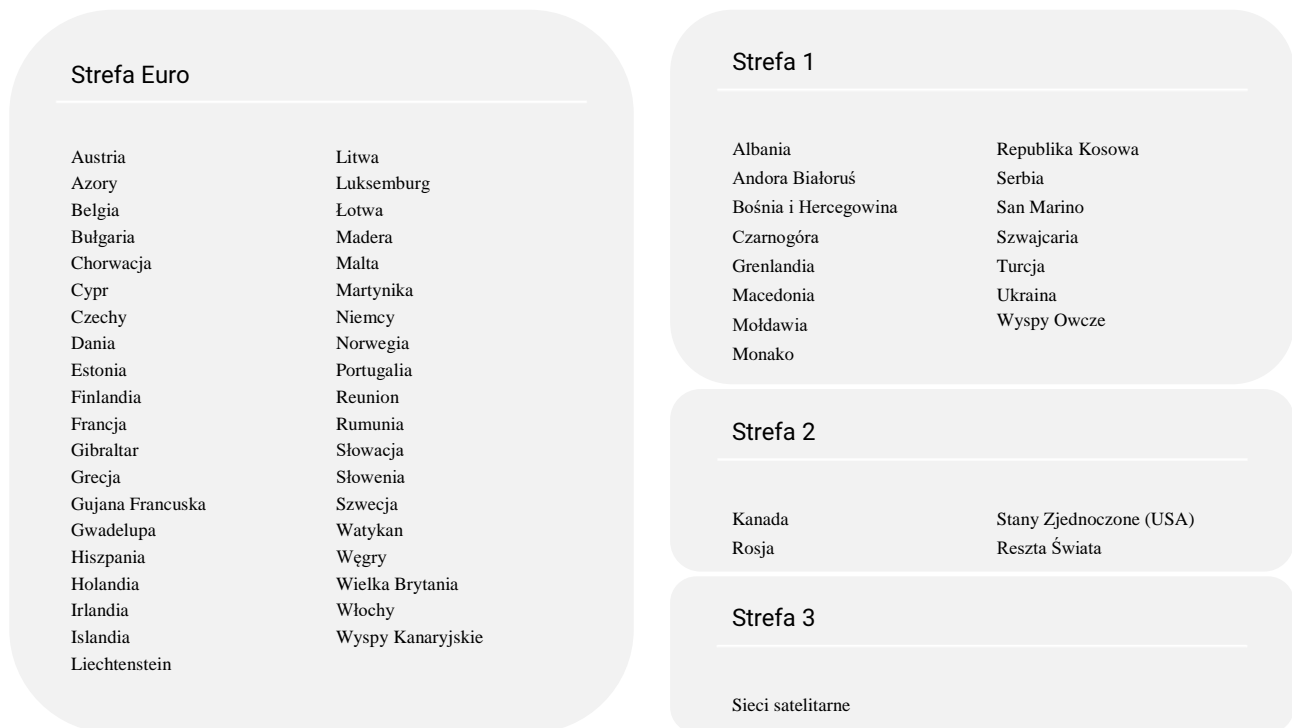 Strefa Euro
Austria
Azory
Belgia
Bułgaria
Chorwacja
Cypr
Czechy
Dania
Estonia
Finlandia
Francja
Gibraltar
Grecja
Gujana Francuska
Gwadelupa
Hiszpania
Holandia
Irlandia
Islandia
Liechtenstein
Litwa
Luksemburg
Łotwa
Madera
Malta
Martynika
Niemcy
Norwegia
Portugalia
Reunion
Rumunia
Słowacja
Słowenia
Szwecja
Watykan
Węgry
Wielka Brytania
Włochy
Wyspy Kanaryjskie
Strefa 1
Albania
Andora Białoruś
Bośnia i Hercegowina
Czarnogóra
Grenlandia
Macedonia
Mołdawia
Monako
Republika Kosowa
Serbia
San Marino
Szwajcaria
Turcja
Ukraina
Wyspy Owcze
Strefa 2
Kanada
Rosja
Stany Zjednoczone (USA)
Reszta Świata
Strefa 3
Sieci satelitarne